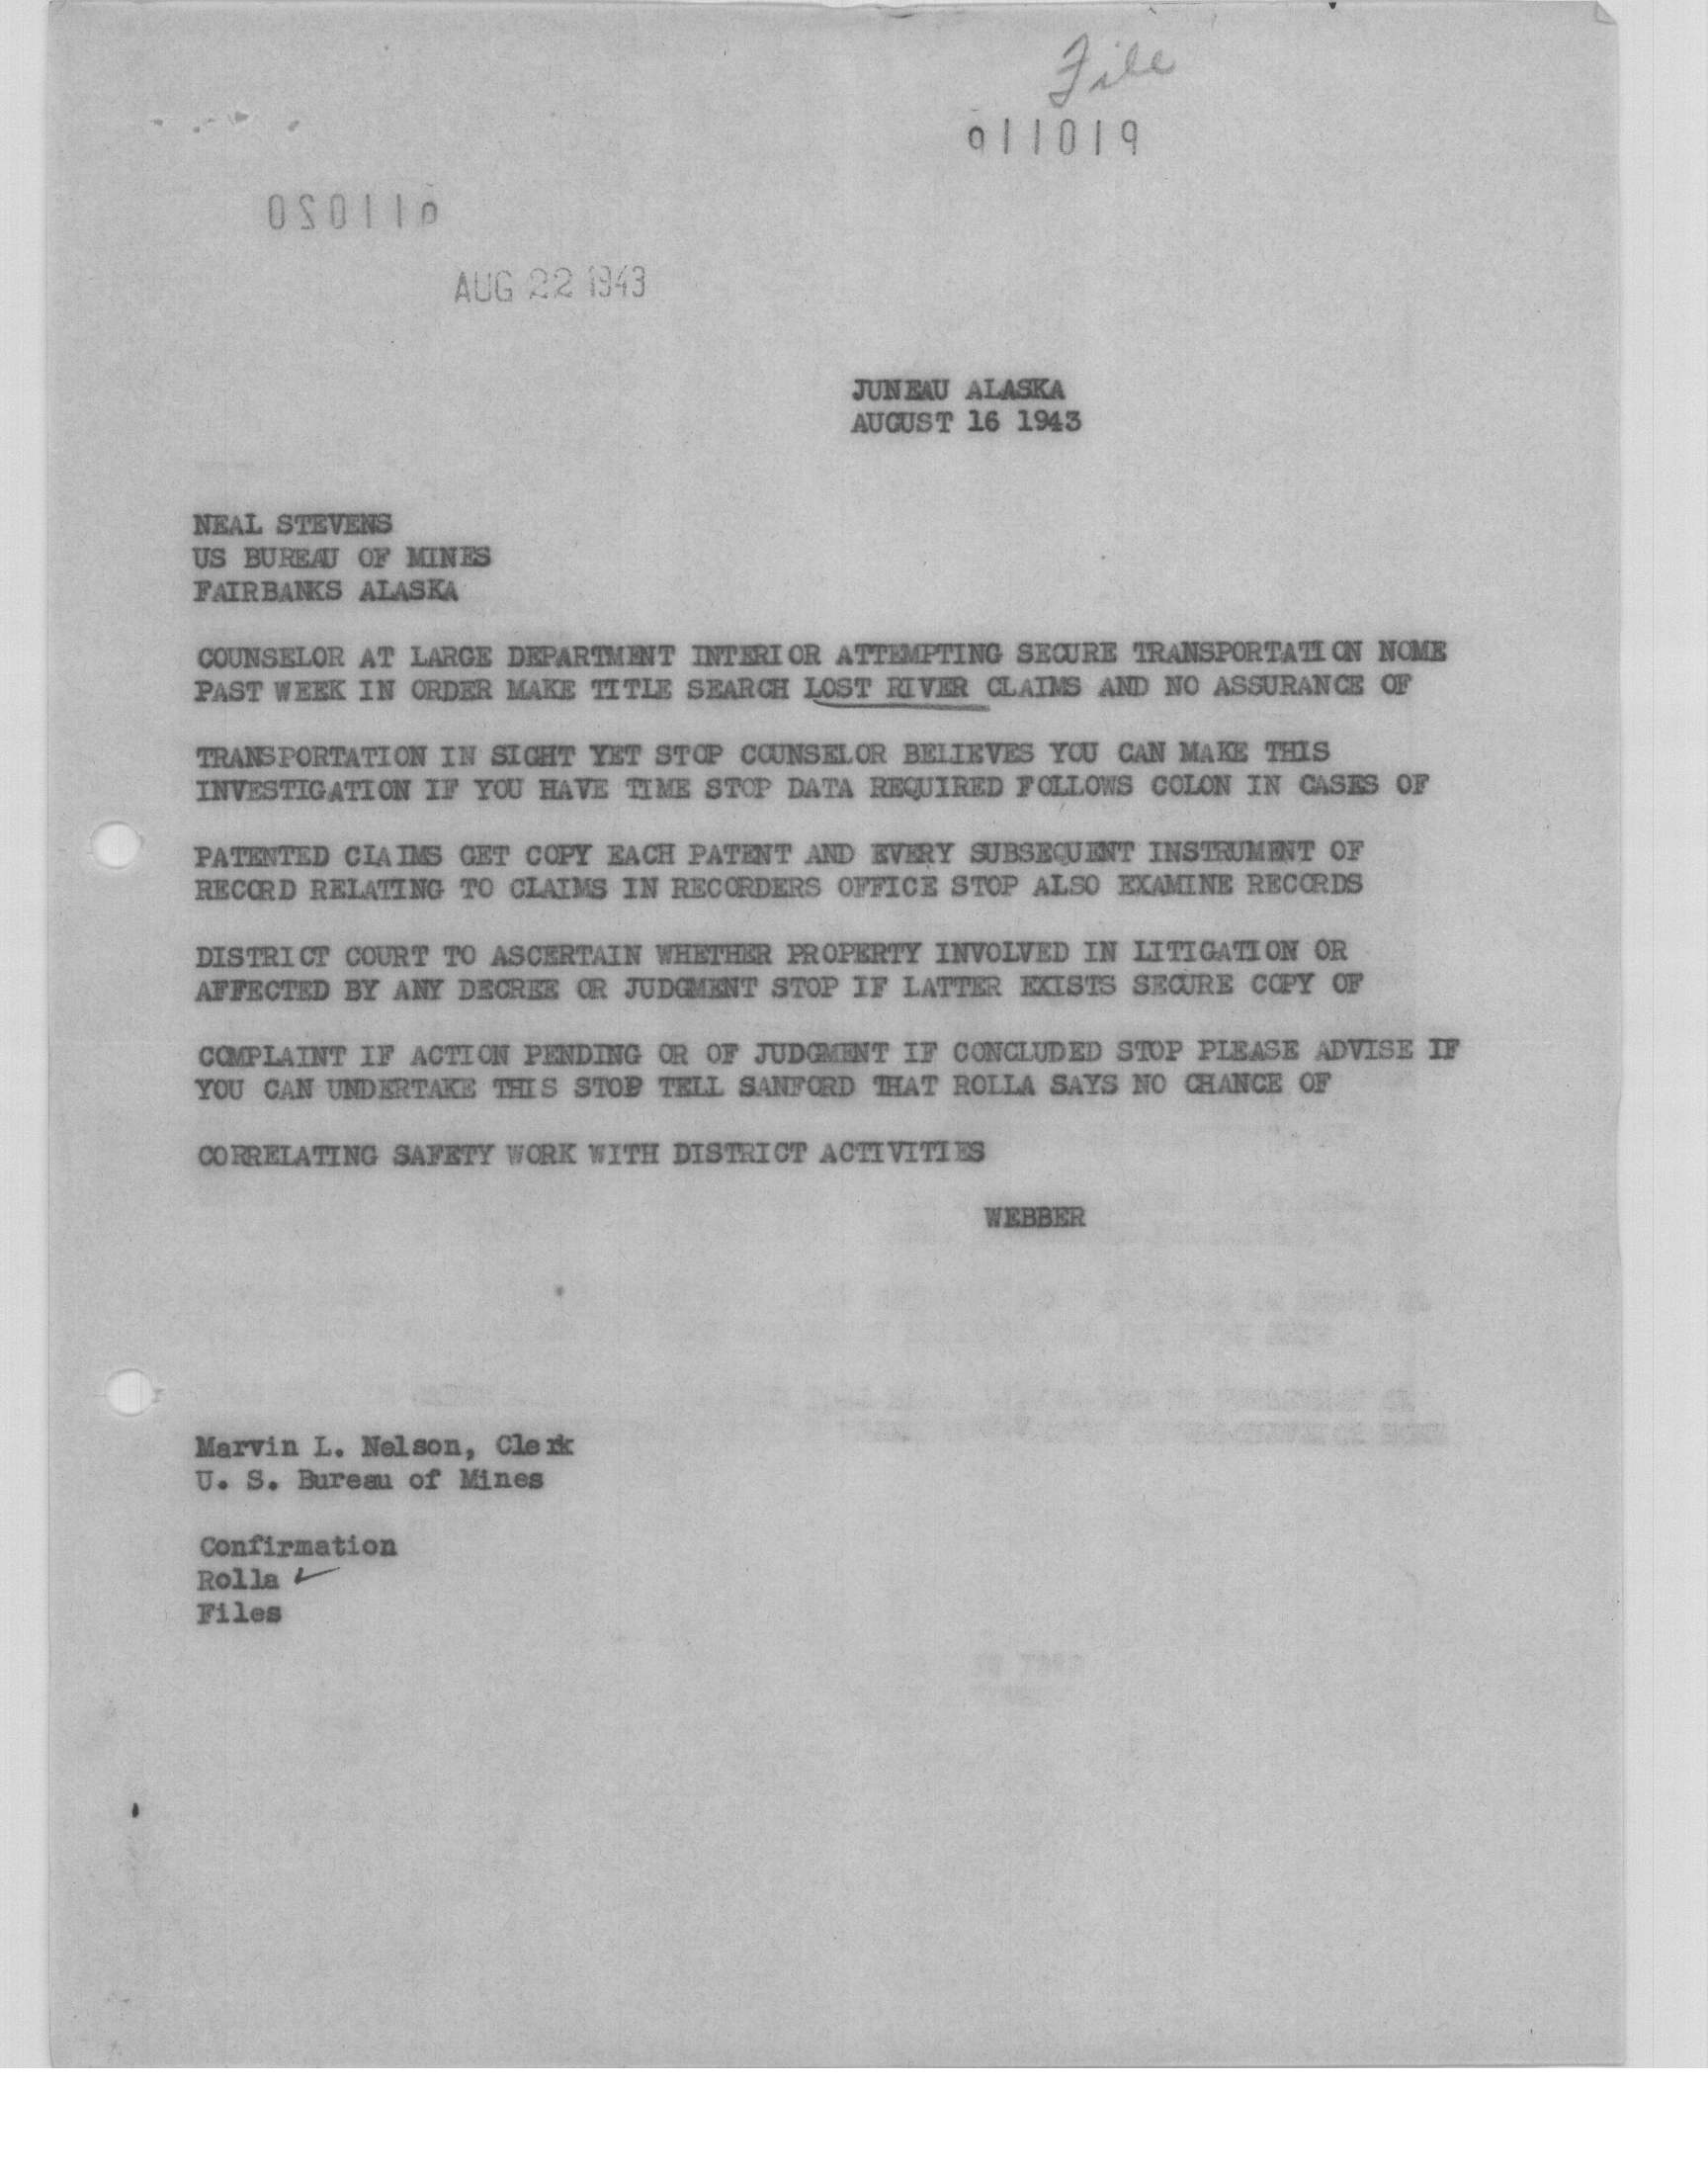 File
011019
AUG 22 1943
JUNEAU ALASKA
AUGUST 16 1943
NEAL STEVENS
US BUREAU OF MINES
FAIRBANKS ALASKA
COUNSELOR AT LARGE DEPARTMENT INTERIOR ATTEMPTING SECURE TRANSPORTATION NOME
PAST WEEK IN ORDER MAKE TITLE SEARCH LOST RIVER CLAIMS AND NO ASSURANCE OF
TRANSPORTATION IN SIGHT YET STOP COUNSELOR BELIEVES YOU CAN MAKE THIS
INVESTIGATION IF YOU HAVE TIME STOP DATA REQUIRED FOLLOWS COLON IN CASES OF
PATENTED CLAIMS GET COPY EACH PATENT AND EVERY SUBSEQUENT INSTRUMENT OF
RECORD RELATING TO CLAIMS IN RECORDERS OFFICE STOP ALSO EXAMINE RECORDS
DISTRICT COURT TO ASCERTAIN WHETHER PROPERTY INVOLVED IN LITIGATION OR
AFFECTED BY ANY DECREE OR JUDGMENT STOP IF LATTER EXISTS SECURE COPY OF
COMPLAINT IF ACTION PENDING OR OF JUDGMENT IF CONCLUDED STOP PLEASE ADVISE IF
YOU CAN UNDERTAKE THIS STOP TELL SANFORD THAT ROLLA SAYS NO CHANCE OF
CORRELATING SAFETY WORK WITH DISTRICT ACTIVITIES
WEBBER
Marvin L. Nelson, Clerk
U. S. Bureau of Mines
Confirmation
Rolla
Files